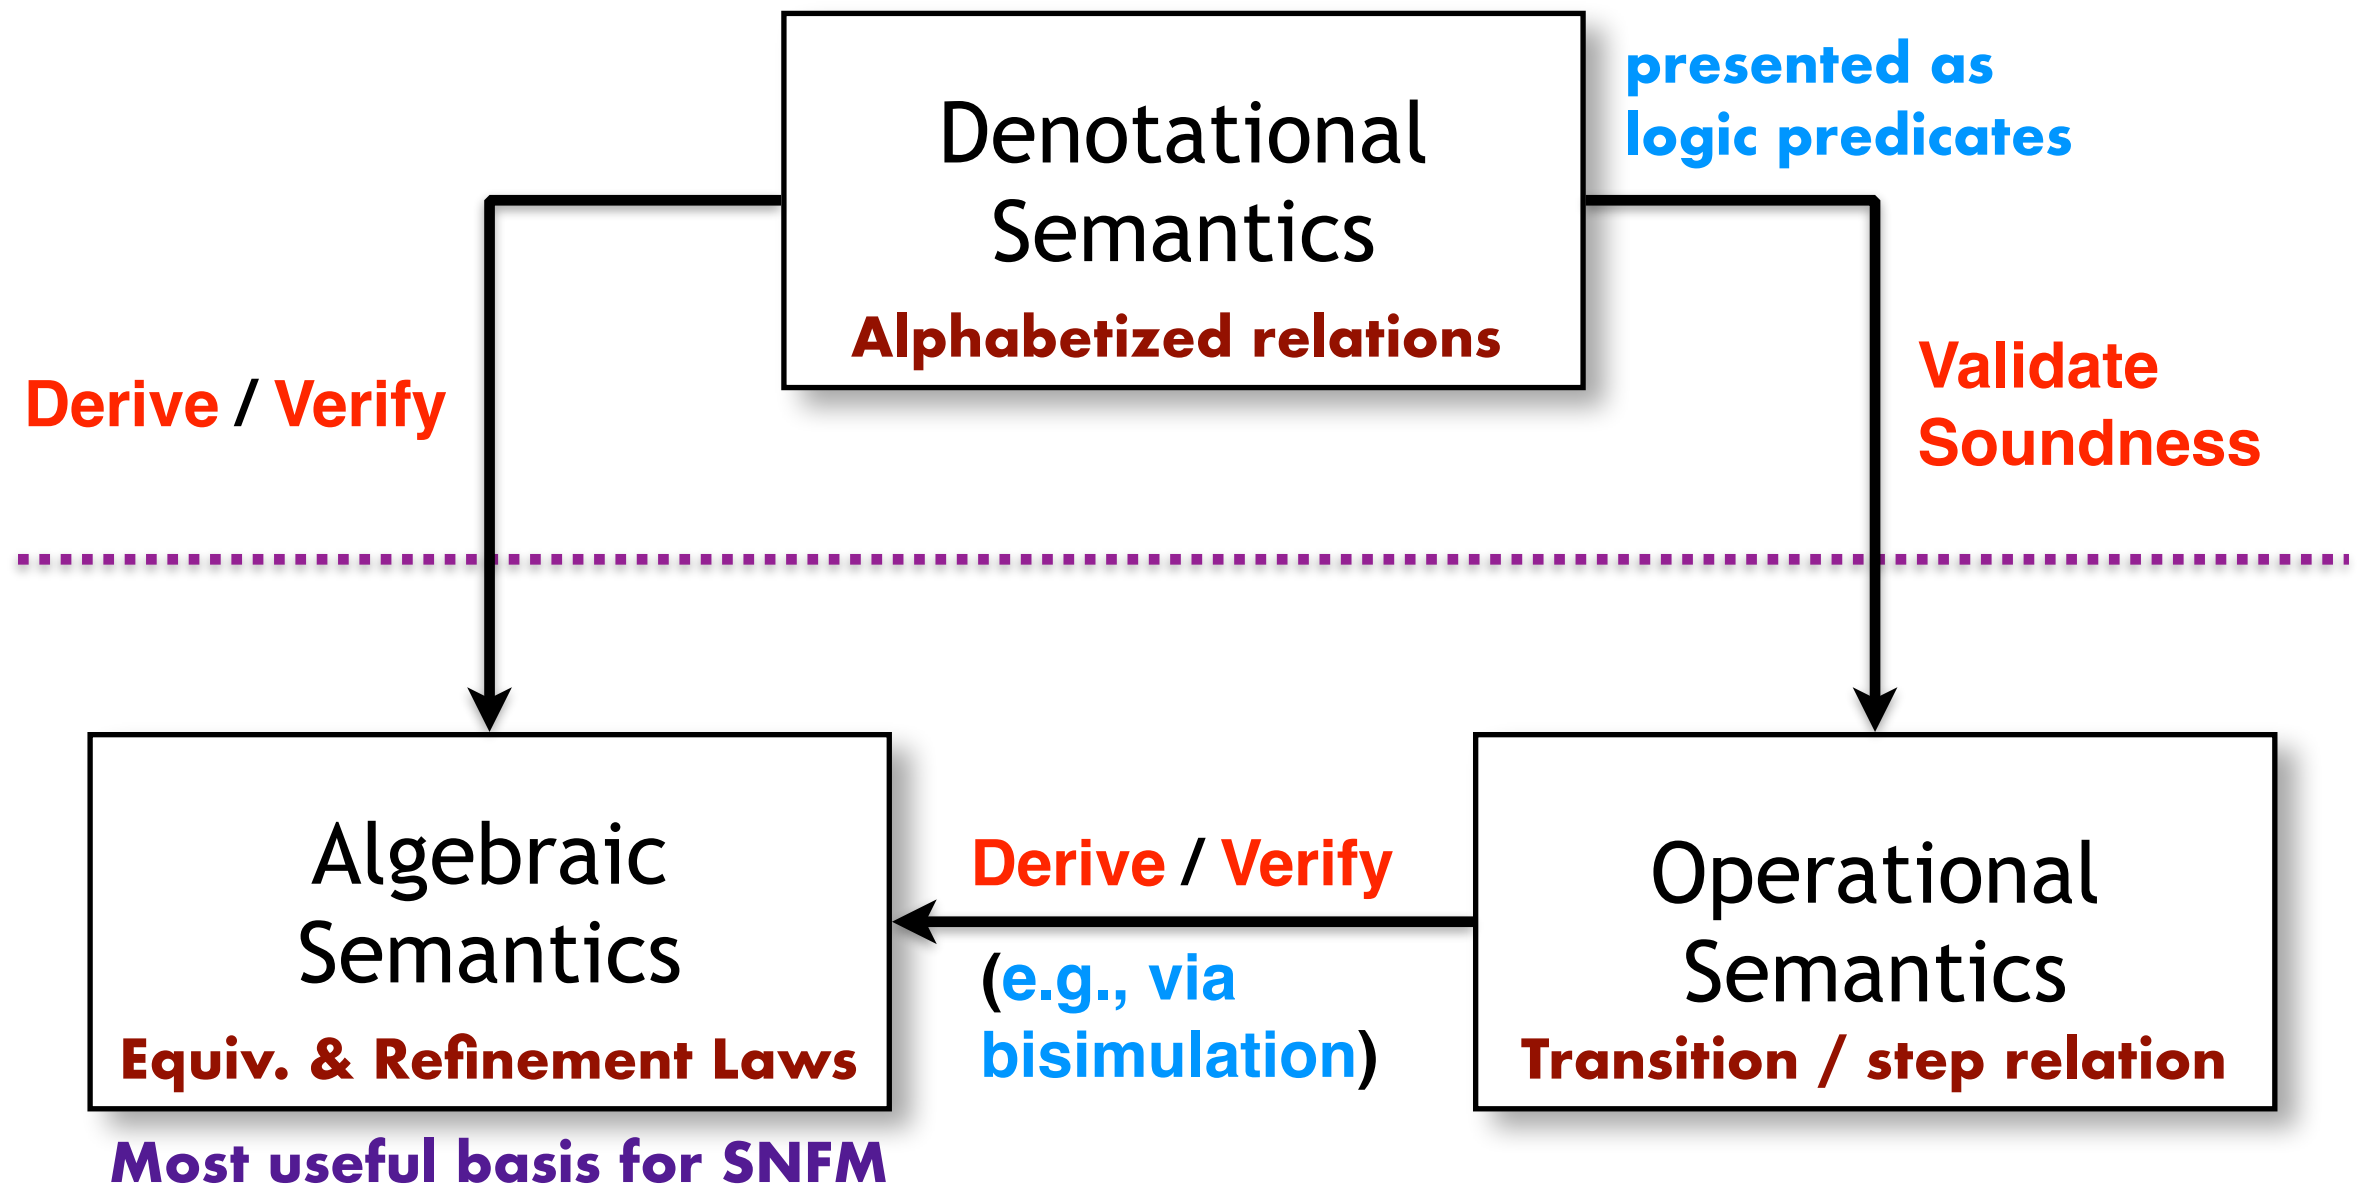 Denotational
Semantics
Alphabetized relations
presented as
logic predicates
Derive / Verify
Validate
Soundness
Algebraic
Semantics
Equiv. & Refinement Laws
Most useful basis for SNFM
Derive / Verify
(e.g., via
bisimulation)
Operational
Semantics
Transition / step relation